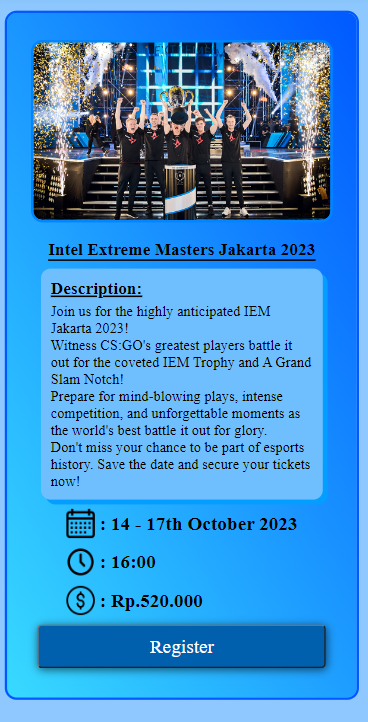 Intel Extreme Masters Jakarta 2023
Description:
Join us for the highly anticipated IEM
Jakarta 2023!
Witness CS:GO's greatest players battle it
out for the coveted IEM Trophy and A Grand
Slam Notch!
Prepare for mind-blowing plays, intense
competition, and unforgettable moments as
the world's best battle it out for glory.
Don't miss your chance to be part of esports
history. Save the date and secure your tickets
now!
: 14 - 17th October 2023
: 16:00
$ : Rp.520.000
Register